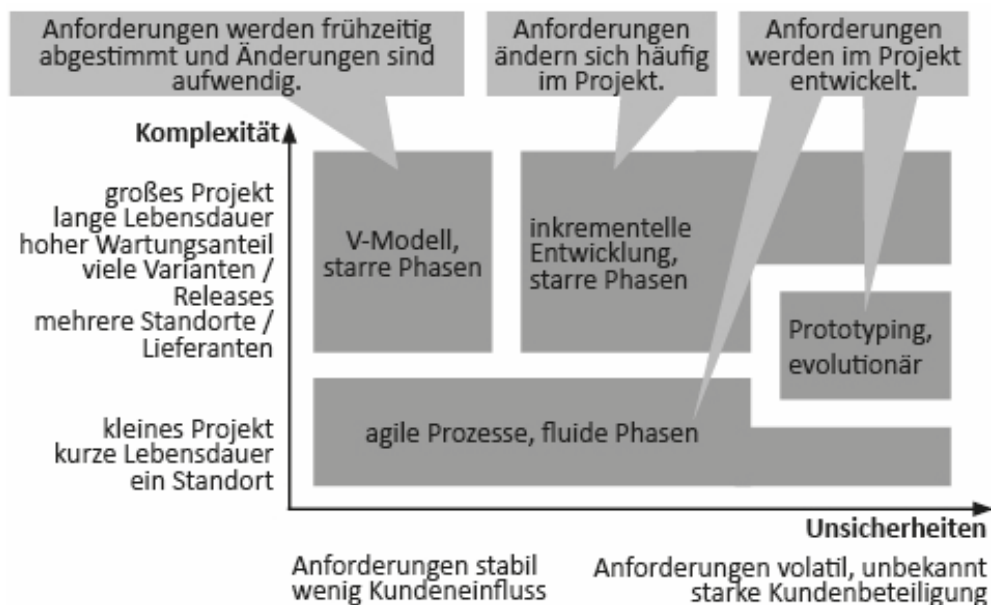 Anforderungen werden frühzeitig
abgestimmt und Änderungen sind
aufwendig.
Anforderungen
ändern sich häufig
im Projekt.
Anforderungen
werden im Projekt
entwickelt.
Komplexität
großes Projekt
lange Lebensdauer
hoher Wartungsanteil
viele Varianten /
Releases
mehrere Standorte /
Lieferanten
V-Modell,
starre Phasen
inkrementelle
Entwicklung,
starre Phasen
Prototyping,
evolutionär
kleines Projekt
kurze Lebensdauer
ein Standort
agile Prozesse, fluide Phasen
Unsicherheiten
Anforderungen stabil
wenig Kundeneinfluss
Anforderungen volatil, unbekannt
starke Kundenbeteiligung